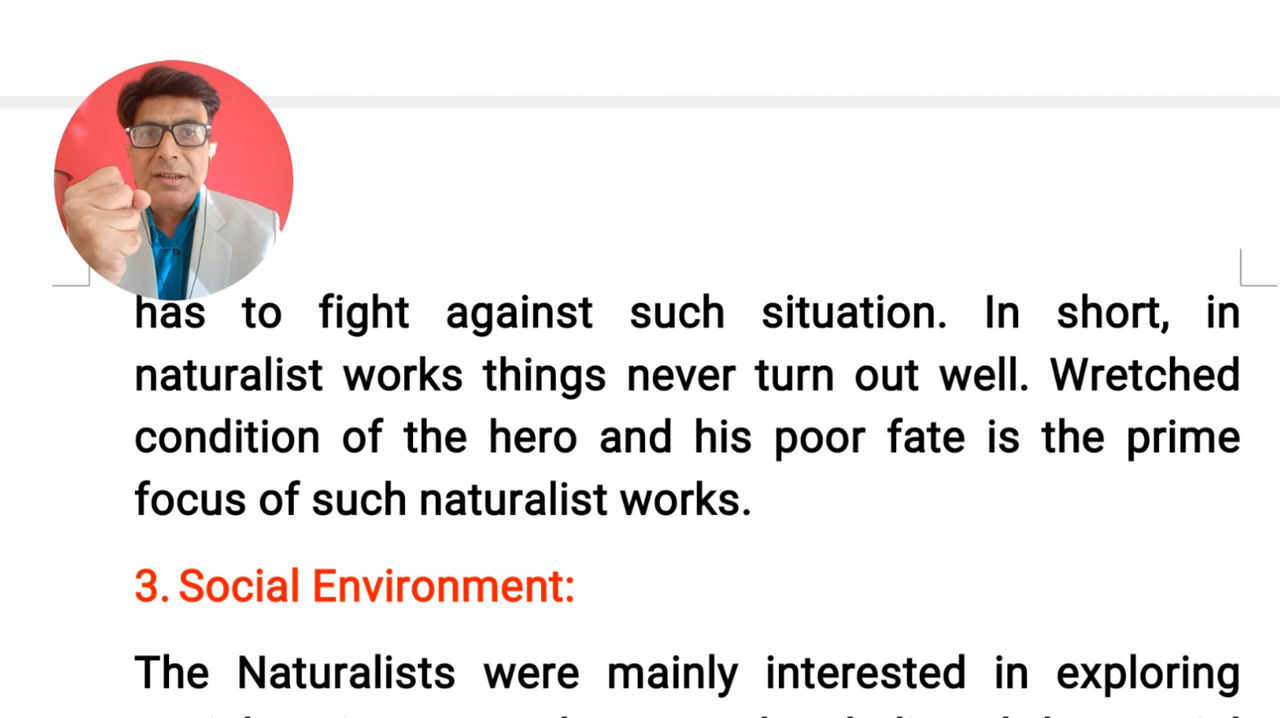 has to fight against such situation. In short, in
naturalist works things never turn out well. Wretched
condition of the hero and his poor fate is the prime
focus of such naturalist works.
3. Social Environment:
The Naturalists were mainly interested in exploring